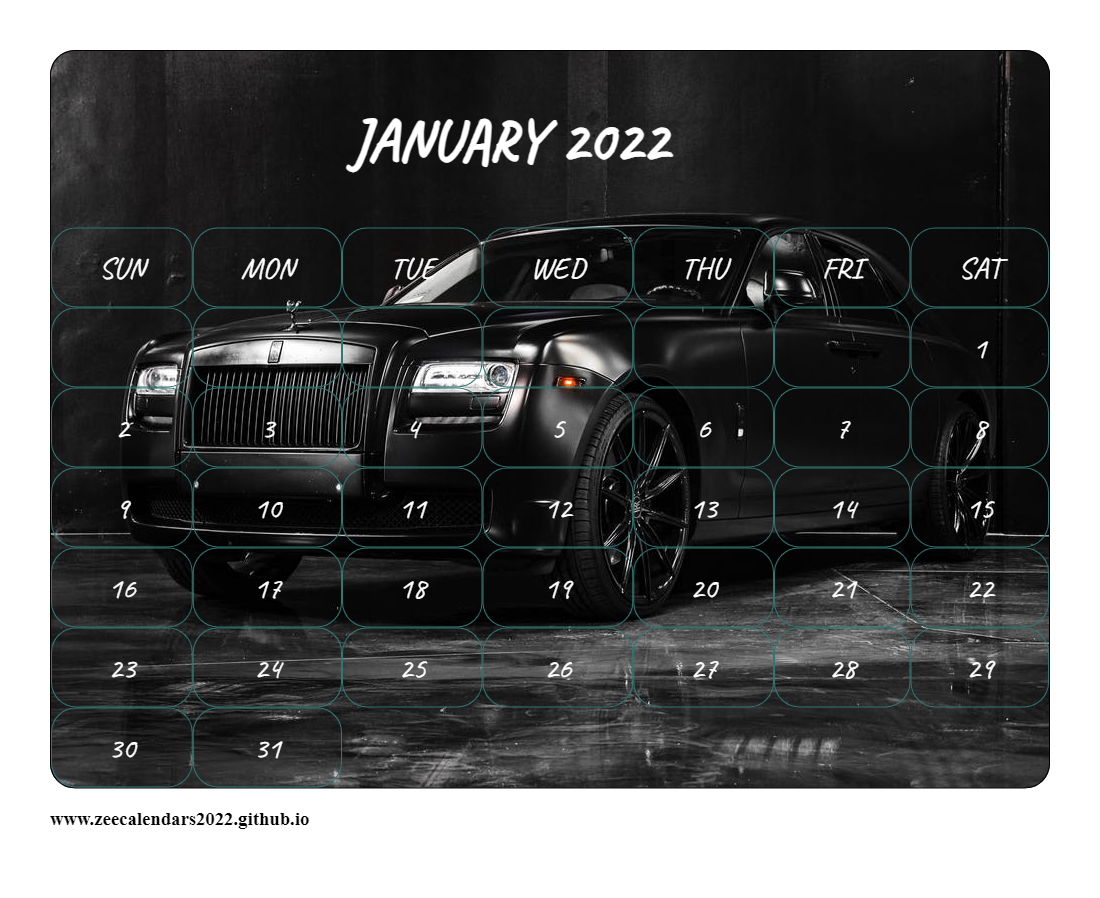 JANUARY 2022
SUN MON TUE WED THU FRI SAT
1
2 3 4 5 6 7 8
9 10 11 12 13 14 15
16 17 18 19 20 21 22
23 24 25 26 27 28 29
30 31
www.zeecalendars2022.github.io